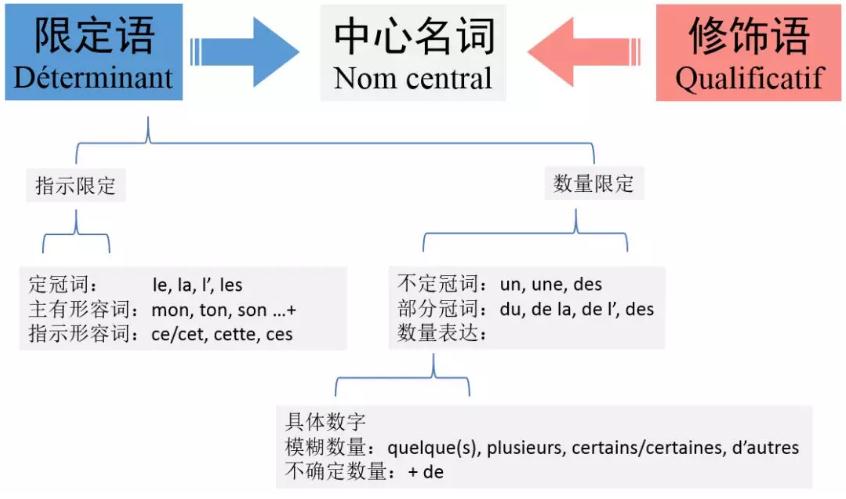 限定语
Déterminant
中心名词
Nom central
修饰语
Qualificatif
指示限定
数量限定
定冠词： le, la, l’, les
主有形容词：mon, ton, son ...+
指示形容词：ce/cet, cette, ces
不定冠词：un, une, des
部分冠词：du, de la, de l’, des
数量表达：
具体数字
模糊数量：quelque(s), plusieurs, certains/certaines, d’autres
不确定数量：+ de